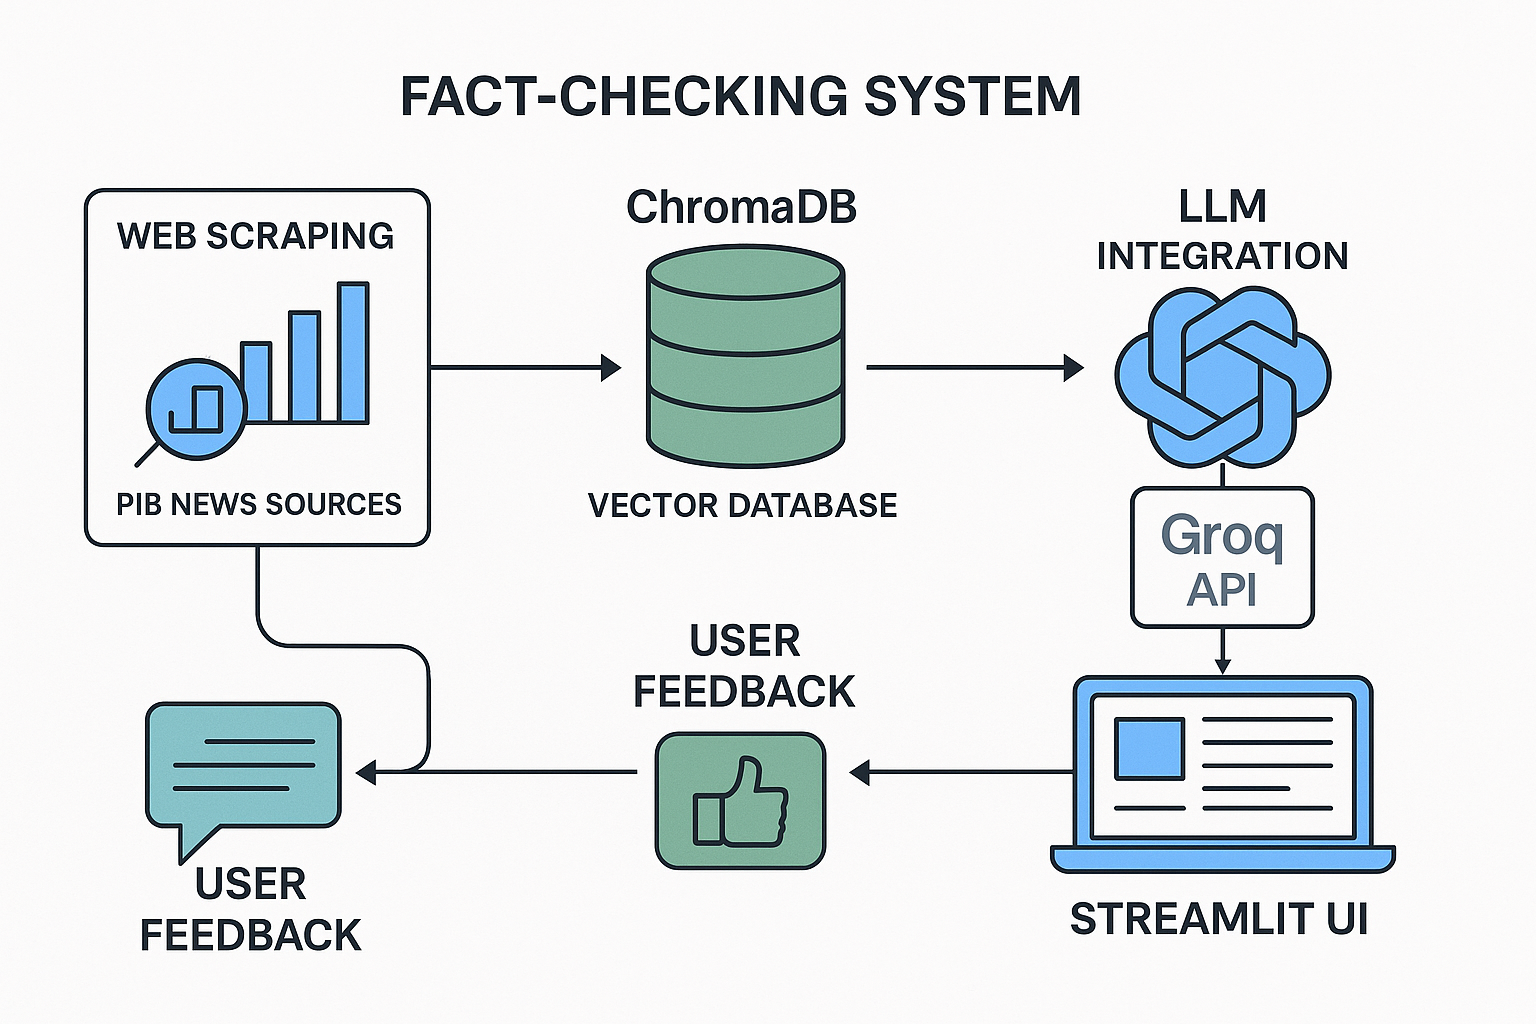 FACT-CHECKING SYSTEM
WEB SCRAPING
PIB NEWS SOURCES
ChromaDB
VECTOR DATABASE
LLM
INTEGRATION
Groq
API
STREAMLIT UI
USER
FEEDBACK
USER
FEEDBACK